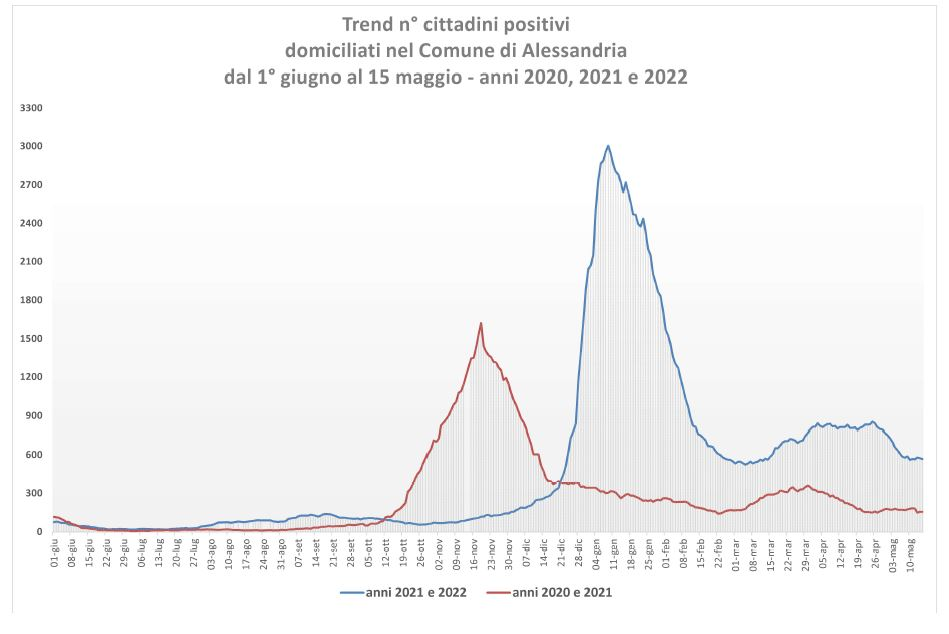 Trend n° cittadini positivi
domiciliati nel Comune di Alessandria
dal 1° giugno al 15 maggio - anni 2020, 2021 e 2022
3300
3000
2700
2400
2100
1800
1500
1200
900
600
300
0
01-giu
08-giu
15-giu
22-giu
29-giu
06-lug
13-lug
20-lug
27-lug
03-ago
10-ago
17-ago
24-ago
31-ago
07-set
14-set
21-set
28-set
05-ott
12-ott
19-ott
26-ott
02-nov
09-nov
16-nov
23-nov
30-nov
07-dic
14-dic
21-dic
28-dic
04-gen
11-gen
18-gen
25-gen
01-feb
08-feb
15-feb
22-feb
01-mar
08-mar
15-mar
22-mar
29-mar
05-apr
12-apr
19-apr
26-apr
03-mag
10-mag
anni 2021 e 2022
anni 2020 e 2021